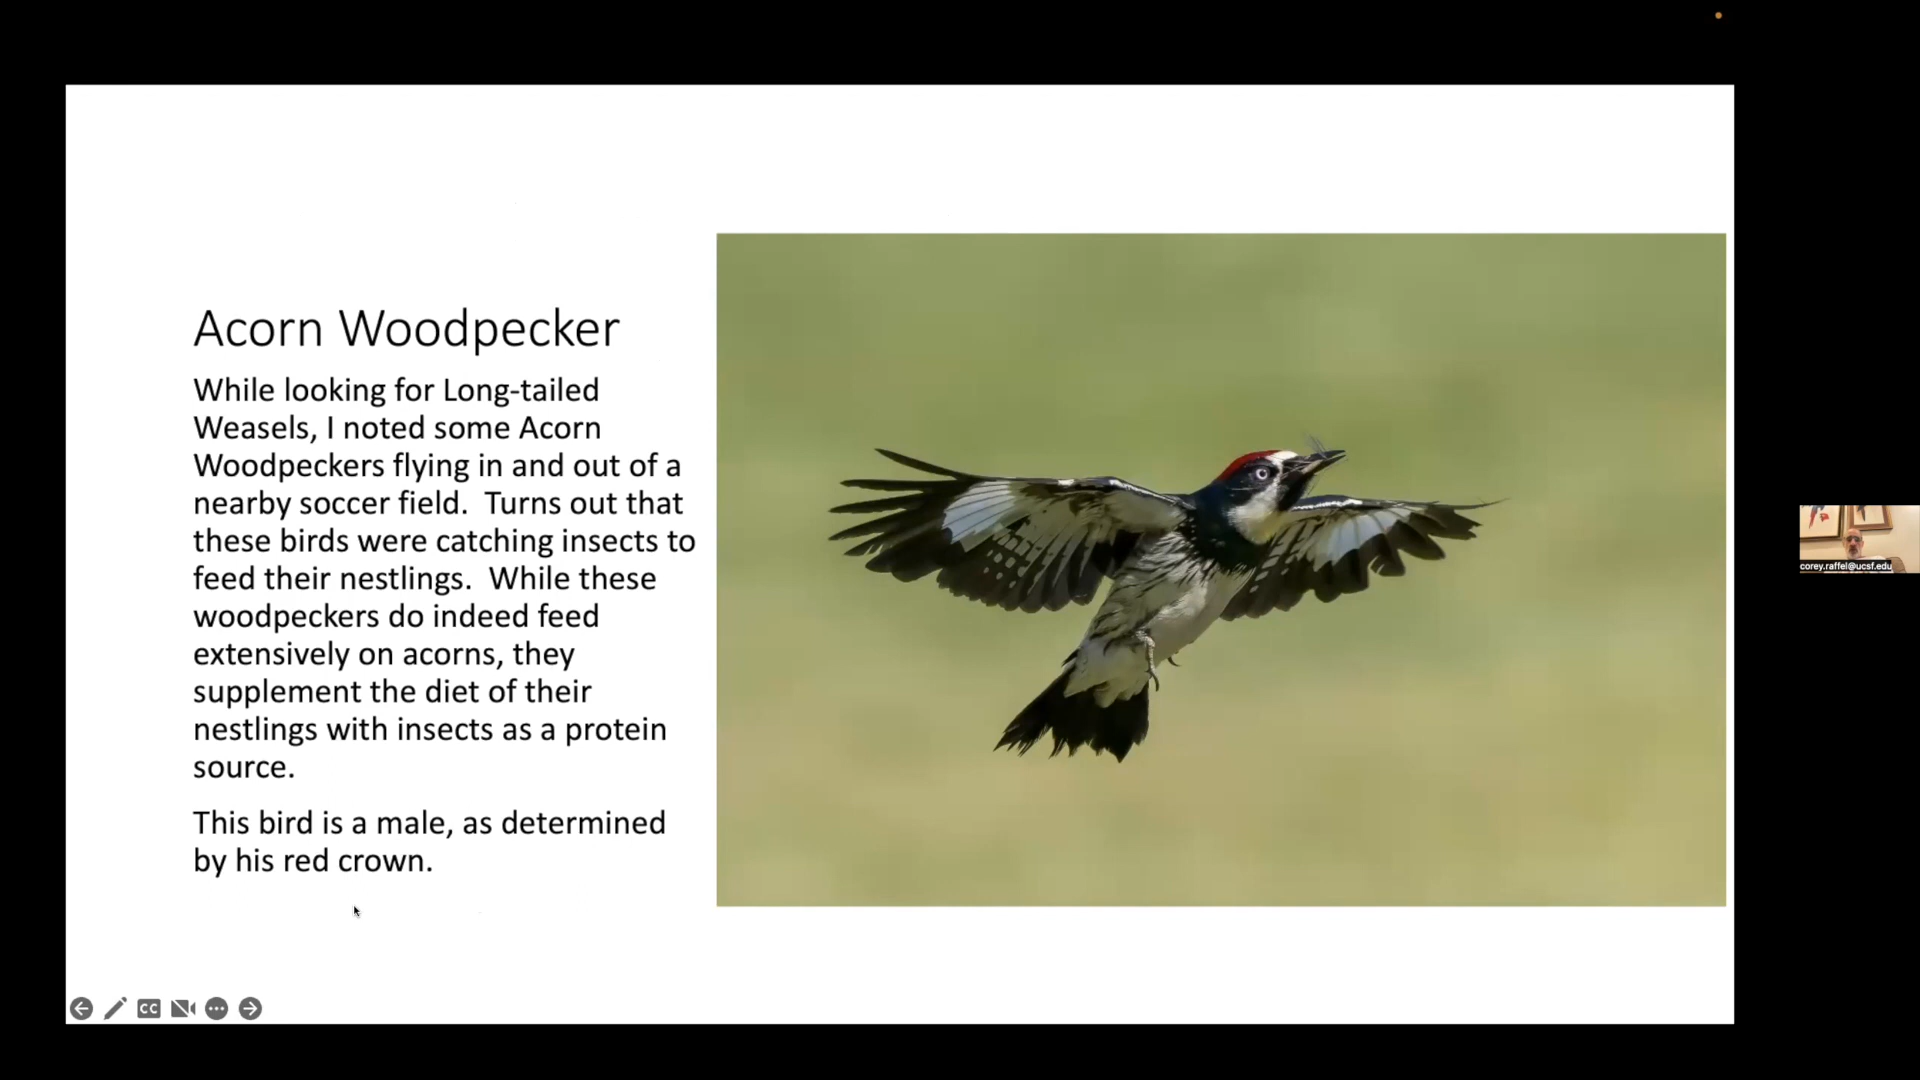 Acorn Woodpecker
While looking for Long-tailed
Weasels, I noted some Acorn
Woodpeckers flying in and out of a
nearby soccer field.  Turns out that
these birds were catching insects to
feed their nestlings.  While these
woodpeckers do indeed feed
extensively on acorns, they
supplement the diet of their
nestlings with insects as a protein
source.
This bird is a male, as determined
by his red crown.
corey.raffel@ucsf.edu
CC